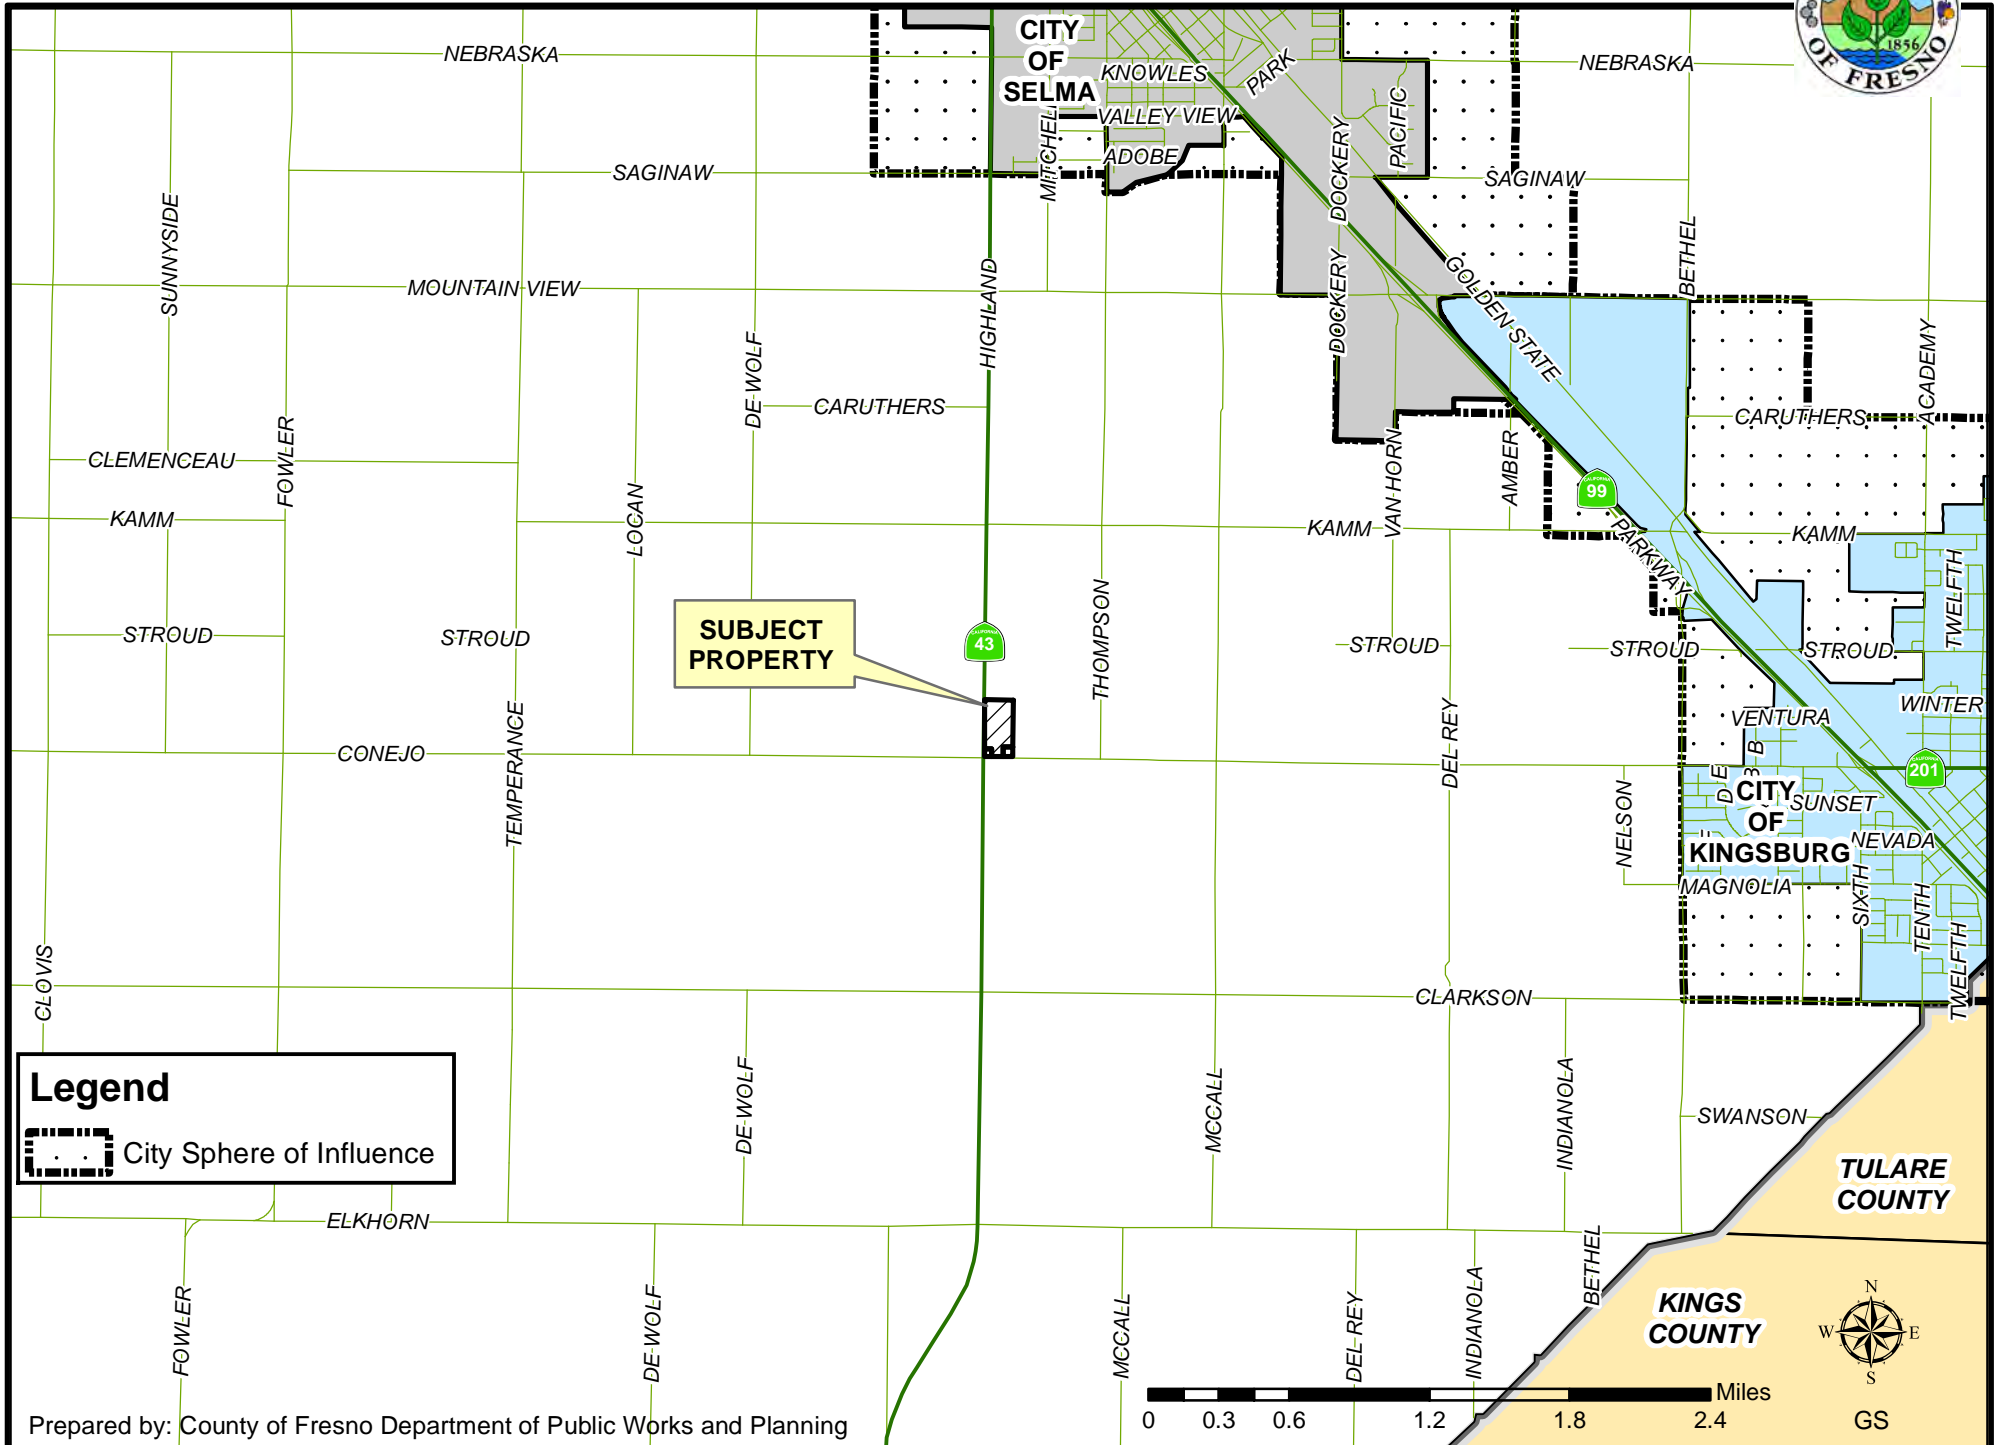 1856
OF FRESNO
CITY
OF
SELMA
NEBRASKA
KNOWLES
PARK
NEBRASKA
MITCHELL
VALLEY VIEW
ADOBE
PACIFIC
DOCKERY
DOCKERY
SAGINAW
SAGINAW
SUNNYSIDE
BETHEL
HIGHLAND
MOUNTAIN VIEW
GOLDEN STATE
DOCKERY
DE WOLF
ACADEMY
CARUTHERS
CARUTHERS
FOWLER
CLEMENCEAU
VAN HORN
AMBER
CALIFORNIA
99
LOCAN
KAMM
KAMM
KAMM
PARKWAY
TWELFTH
THOMPSON
SUBJECT
PROPERTY
CALIFORNIA
43
STROUD
STROUD
STROUD
STROUD
STROUD
WINTER
VENTURA
DEL REY
TEMPERANCE
CONEJO
CALIFORNIA
201
NELSON
CITY
OF
KINGSBURG
SUNSET
NEVADA
MAGNOLIA
SIXTH
TENTH
TWELFTH
CLOVIS
CLARKSON
DE WOLF
MCCALL
INDIANOLA
SWANSON
Legend
City Sphere of Influence
TULARE
COUNTY
ELKHORN
BETHEL
FOWLER
DE WOLF
MCCALL
DEL REY
INDIANOLA
KINGS
COUNTY
N
W
E
S
Miles
0 0.3 0.6 1.2 1.8 2.4
GS
Prepared by: County of Fresno Department of Public Works and Planning